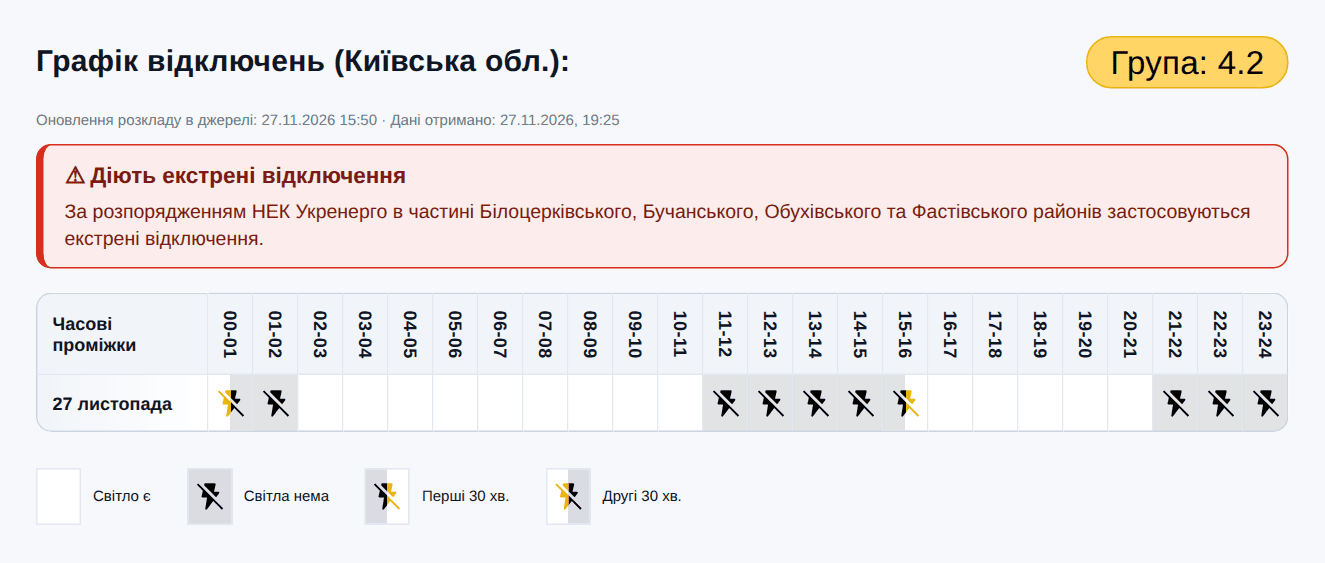 Графік відключень (Київська обл.):
Група: 4.2
Оновлення розкладу в джерелі: 27.11.2026 15:50 · Дані отримано: 27.11.2026, 19:25
⚠ Діють екстрені відключення
За розпорядженням НЕК Укренерго в частині Білоцерківського, Бучанського, Обухівського та Фастівського районів застосовуються
екстрені відключення.
Часові
проміжки
00-01
01-02
02-03
03-04
04-05
05-06
06-07
07-08
08-09
09-10
10-11
11-12
12-13
13-14
14-15
15-16
16-17
17-18
18-19
19-20
20-21
21-22
22-23
23-24
27 листопада
Світло є
Світла нема
Перші 30 хв.
Другі 30 хв.